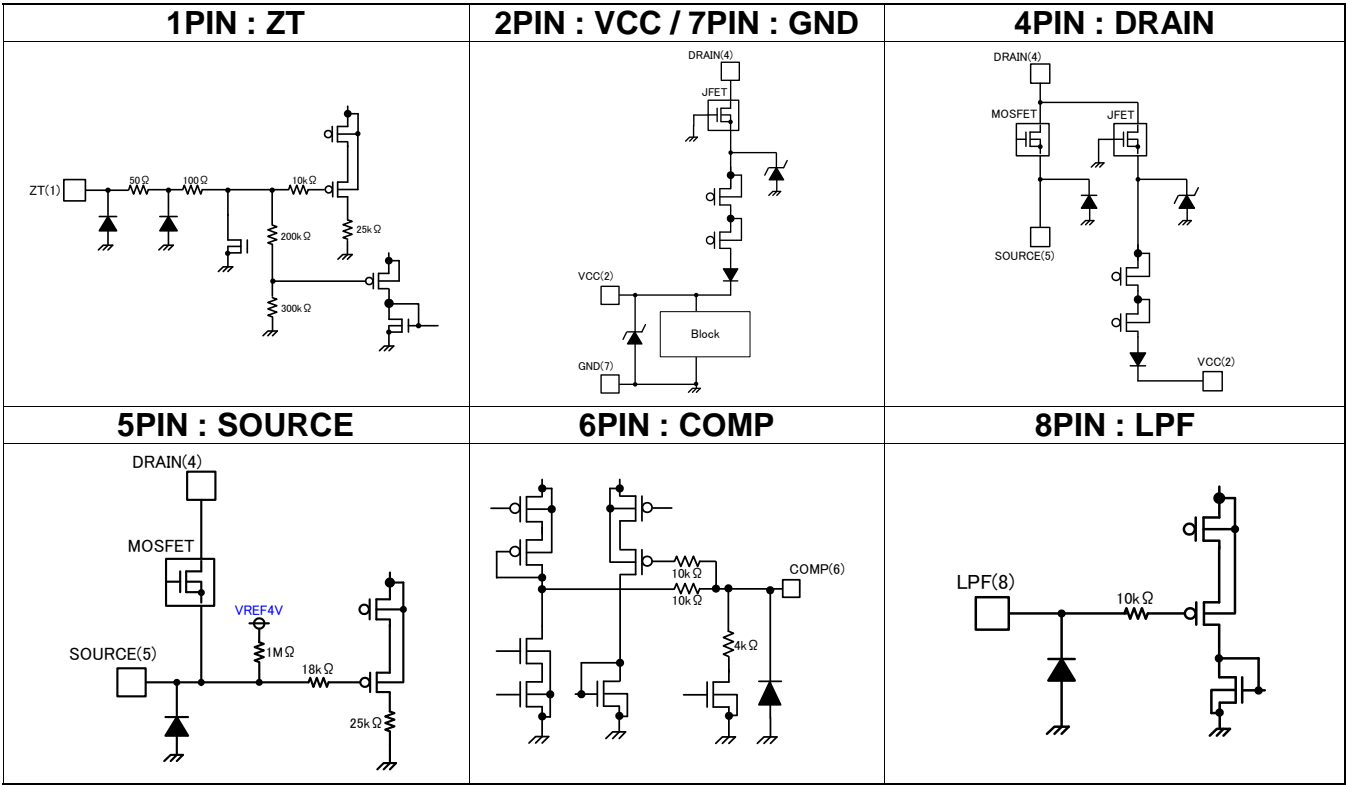 1PIN : ZT
2PIN : VCC / 7PIN : GND
4PIN : DRAIN
ZT(1)
50Ω
100Ω
10kΩ
200kΩ
25kΩ
300kΩ
DRAIN(4)
JFET
VCC(2)
Block
GND(7)
DRAIN(4)
MOSFET
JFET
SOURCE(5)
VCC(2)
5PIN : SOURCE
6PIN : COMP
8PIN : LPF
DRAIN(4)
MOSFET
VREF4V
1MΩ
SOURCE(5)
18kΩ
25kΩ
10kΩ
COMP(6)
10kΩ
4kΩ
LPF(8)
10kΩ